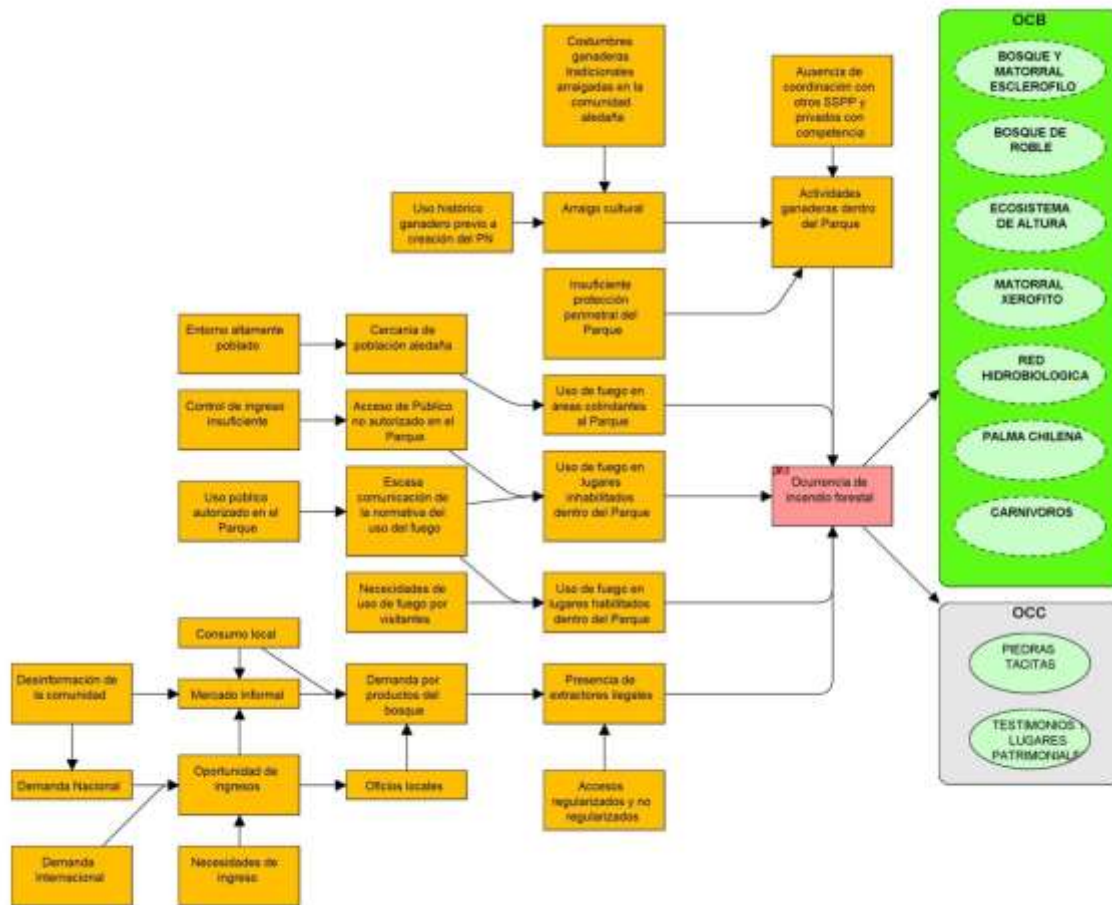 Costumbres
ganaderas
tradicionales
arraigadas en la
comunidad
aledaña
Ausencia de
coordinación con
otros SSPP y
privados con
competencia
Uso histórico
ganadero previo a
creación del PN
Arraigo cultural
Actividades
ganaderas dentro
del Parque
Insuficiente
protección
perimetral del
Parque
Entorno altamente
poblado
Cercanía de
población aledaña
Control de ingreso
insuficiente
Acceso de Público
no autorizado en el
Parque
Uso de fuego en
áreas colindantes
al Parque
Uso público
autorizado en el
Parque
Escasa
comunicación de
la normativa del
uso del fuego
Uso de fuego en
lugares
inhabilitados
dentro del Parque
Ocurrencia de
incendio forestal
Necesidades de
uso de fuego por
visitantes
Uso de fuego en
lugares habilitados
dentro del Parque
Consumo local
Desinformación de
la comunidad
Mercado Informal
Demanda por
productos del
bosque
Presencia de
extractores ilegales
Demanda Nacional
Oportunidad de
ingresos
Oficios locales
Accesos
regularizados y no
regularizados
Demanda
Internacional
Necesidades de
ingreso
OCB
BOSQUE Y
MATORRAL
ESCLEROFILO
BOSQUE DE
ROBLE
ECOSISTEMA
DE ALTURA
MATORRAL
XEROFITO
RED
HIDROBIOLOGICA
PALMA CHILENA
CARNIVOROS
OCC
PIEDRAS
TACITAS
TESTIMONIOS Y
LUGARES
PATRIMONIALE